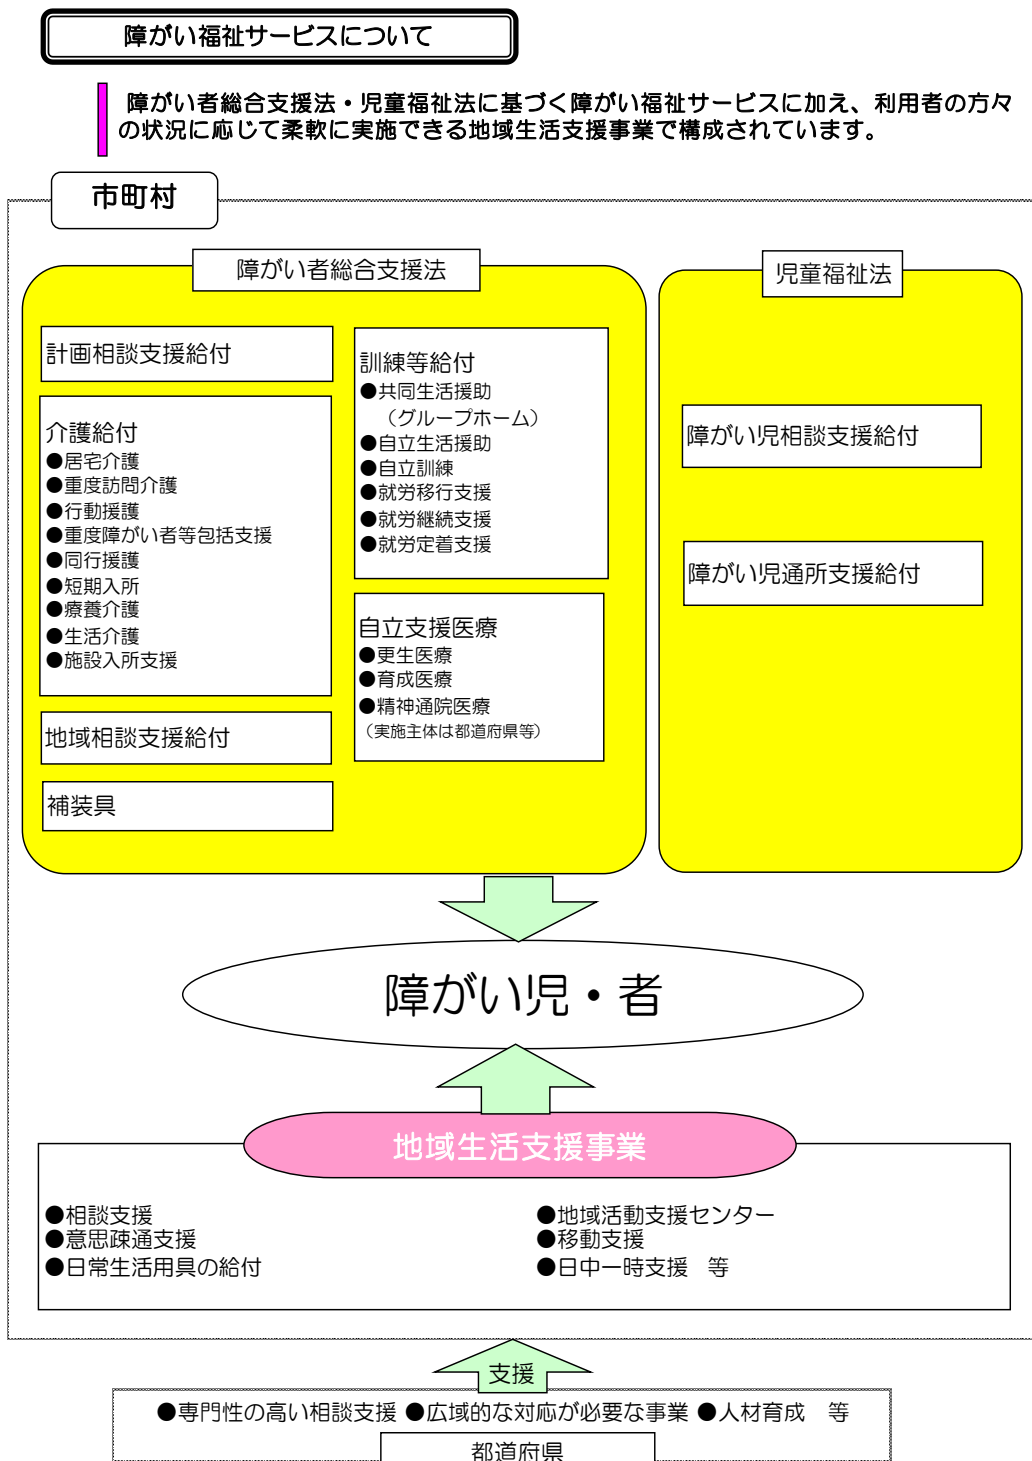 障がい福祉サービスについて
障がい者総合支援法・児童福祉法に基づく障がい福祉サービスに加え、利用者の方々
の状況に応じて柔軟に実施できる地域生活支援事業で構成されています。
市町村
障がい者総合支援法
計画相談支援給付
介護給付
●居宅介護
●重度訪問介護
●行動援護
●重度障がい者等包括支援
●同行援護
●短期入所
●療養介護
●生活介護
●施設入所支援
地域相談支援給付
補装具
訓練等給付
●共同生活援助
（グループホーム）
●自立生活援助
●自立訓練
●就労移行支援
●就労継続支援
●就労定着支援
自立支援医療
●更生医療
●育成医療
●精神通院医療
（実施主体は都道府県等）
児童福祉法
障がい児相談支援給付
障がい児通所支援給付
障がい児・者
地域生活支援事業
●相談支援
●意思疎通支援
●日常生活用具の給付
●地域活動支援センター
●移動支援
●日中一時支援　等
支援
●専門性の高い相談支援 ●広域的な対応が必要な事業 ●人材育成　等
都道府県